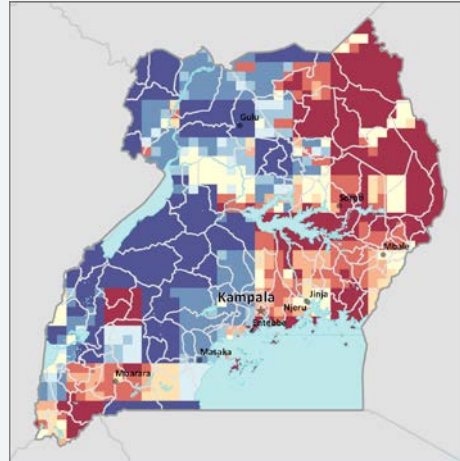 Gulu
Soroti
Mbale
Kampala
Jinja
Njeru
Entebbe
Masaka
Mbarara